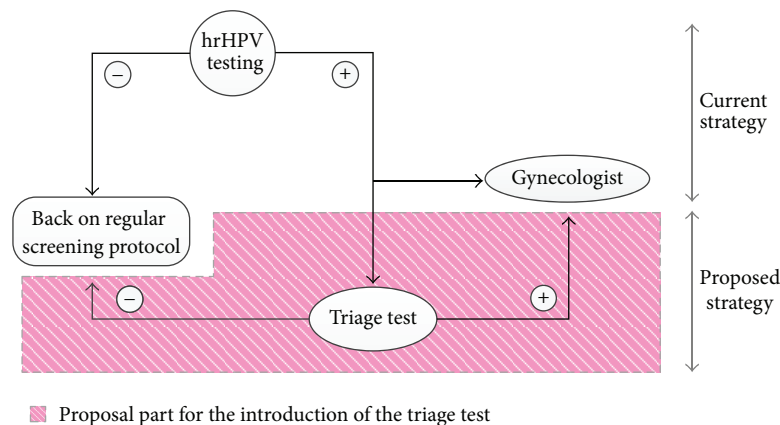 hrHPV
testing
−
+
Current
strategy
Gynecologist
Back on regular
screening protocol
Proposed
strategy
−
+
Triage test
Proposal part for the introduction of the triage test